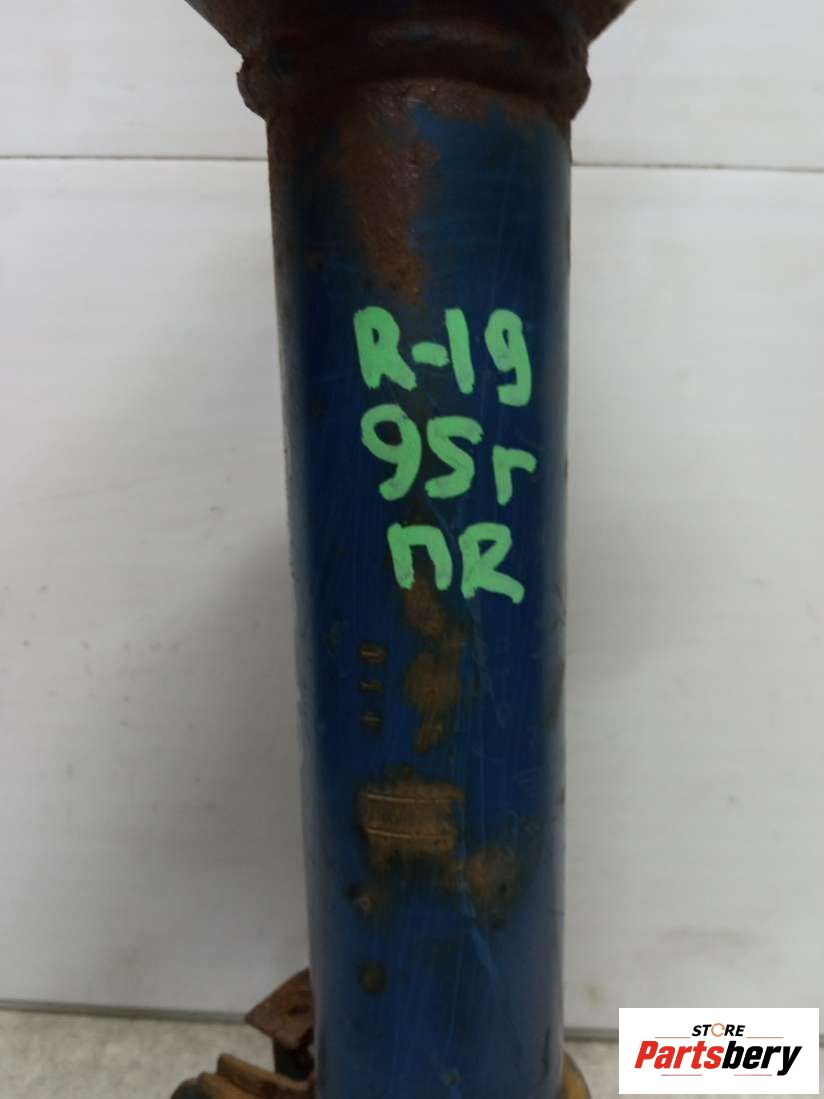 R-19
95г
ПR
STORE
Partsbery